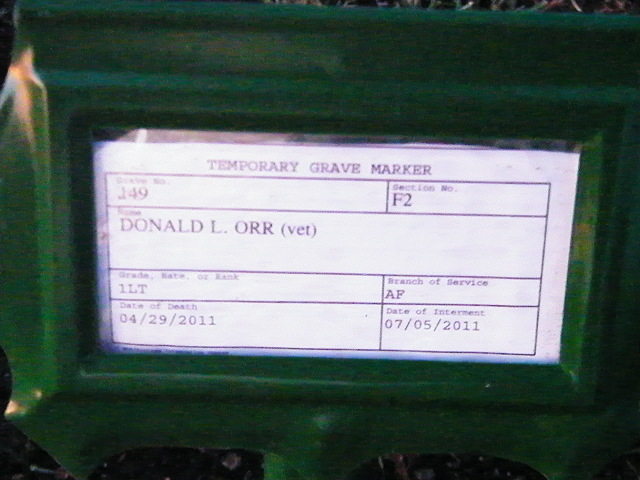 TEMPORARY GRAVE MARKER
Grave No.
149
Section No.
F2
Name
DONALD L. ORR (vet)
Grade, Rate, or Rank
1LT
Branch of Service
AF
Date of Death
04/29/2011
Date of Interment
07/05/2011